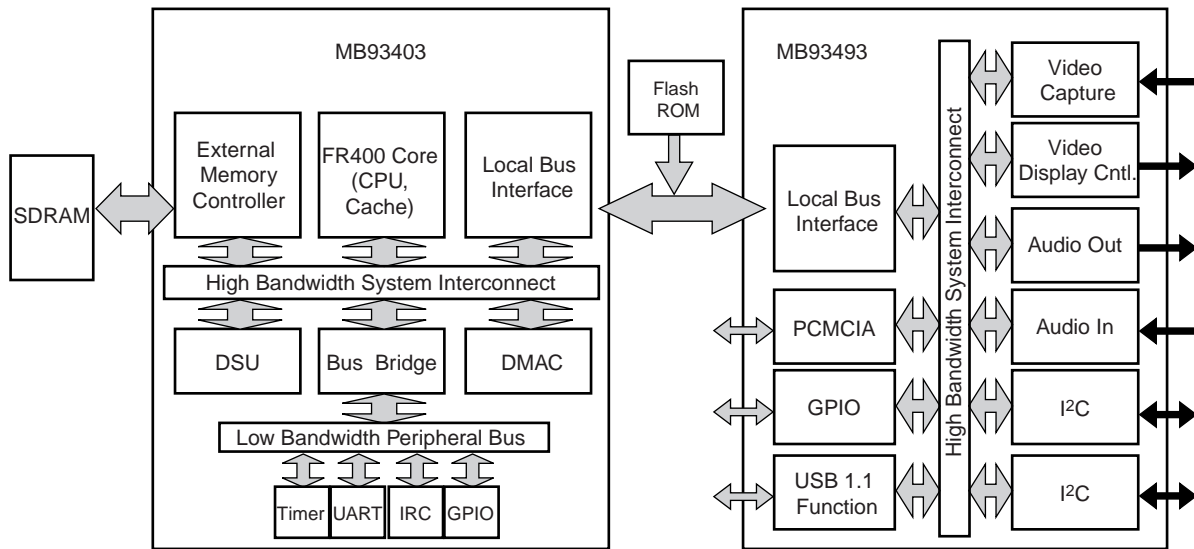 MB93403
MB93493
Flash
ROM
SDRAM
External
Memory
Controller
FR400 Core
(CPU,
Cache)
Local Bus
Interface
High Bandwidth System Interconnect
DSU
Bus Bridge
DMAC
Low Bandwidth Peripheral Bus
Timer
UART
IRC
GPIO
Local Bus
Interface
PCMCIA
GPIO
USB 1.1
Function
High Bandwidth System Interconnect
Video
Capture
Video
Display Cntl.
Audio Out
Audio In
I²C
I²C